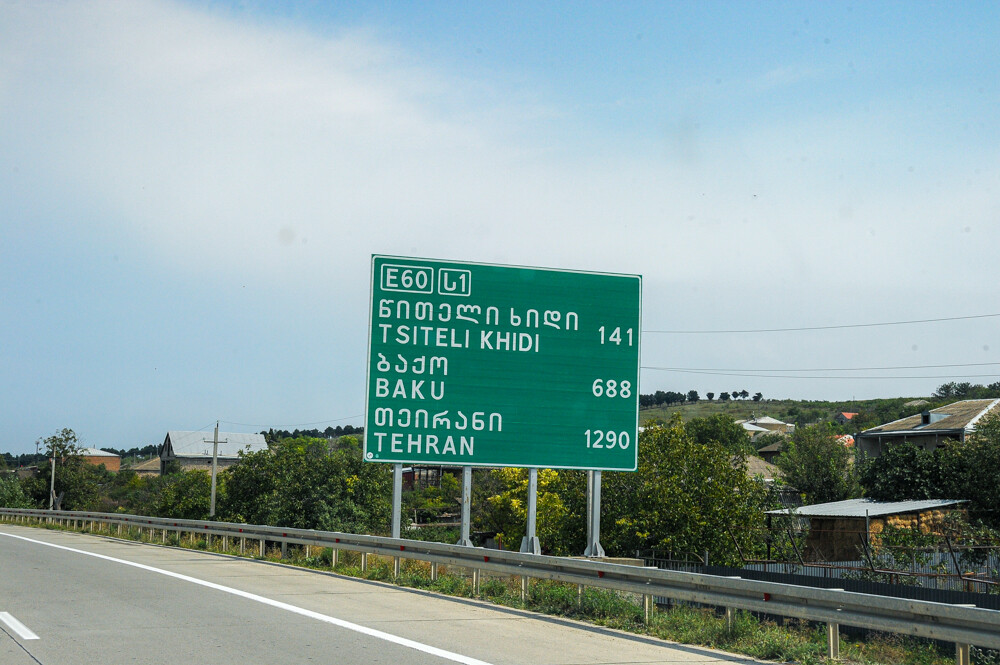 E60 ს1
წითელი ხიდი
TSITELI KHIDI 141
ბაქო
BAKU 688
თეირანი
TEHRAN 1290